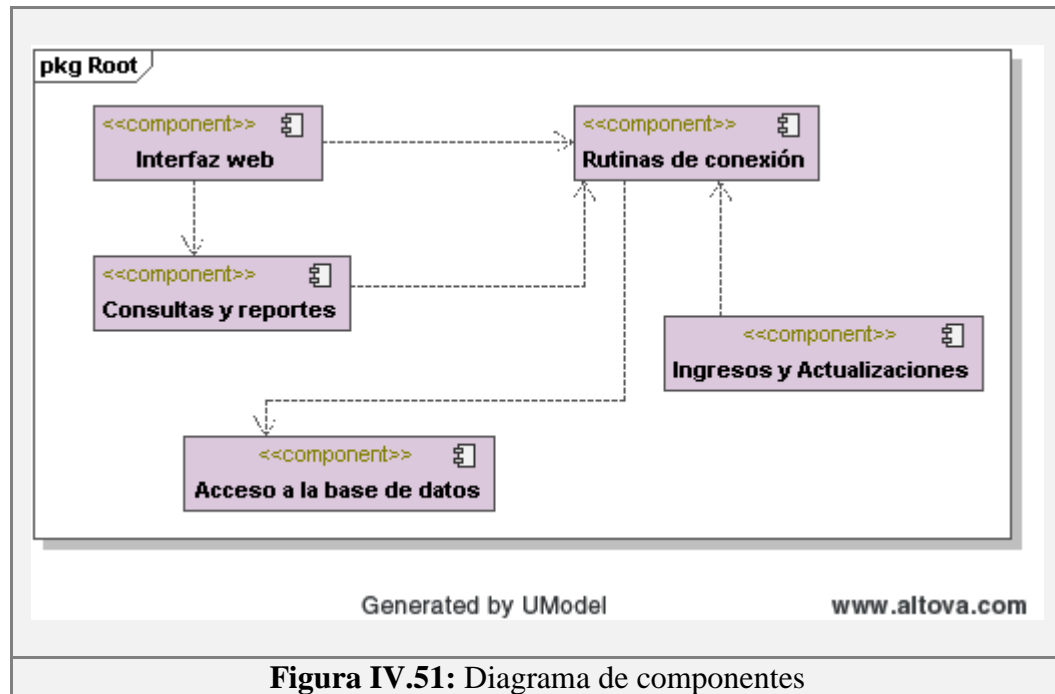 pkg Root
<<component>>
Interfaz web
<<component>>
Rutinas de conexión
<<component>>
Consultas y reportes
<<component>>
Ingresos y Actualizaciones
<<component>>
Acceso a la base de datos
Generated by UModel
www.altova.com
Figura IV.51: Diagrama de componentes